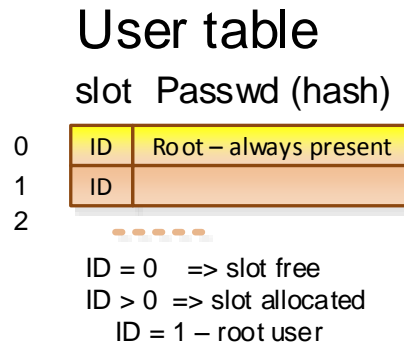 User table
slot Passwd (hash)
0 ID Root – always present
1 ID
2
ID = 0 => slot free
ID > 0 => slot allocated
ID = 1 – root user